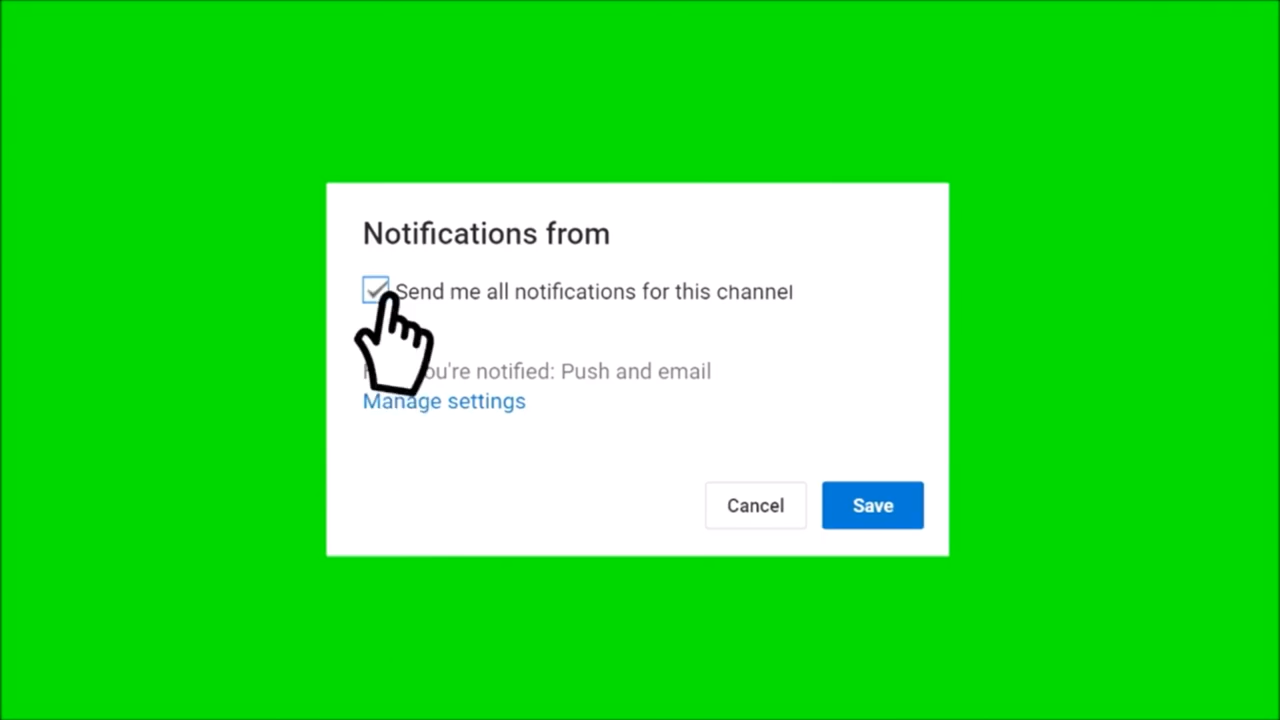 Notifications from
Send me all notifications for this channel
ou're notified: Push and email
Manage settings
Cancel
Save